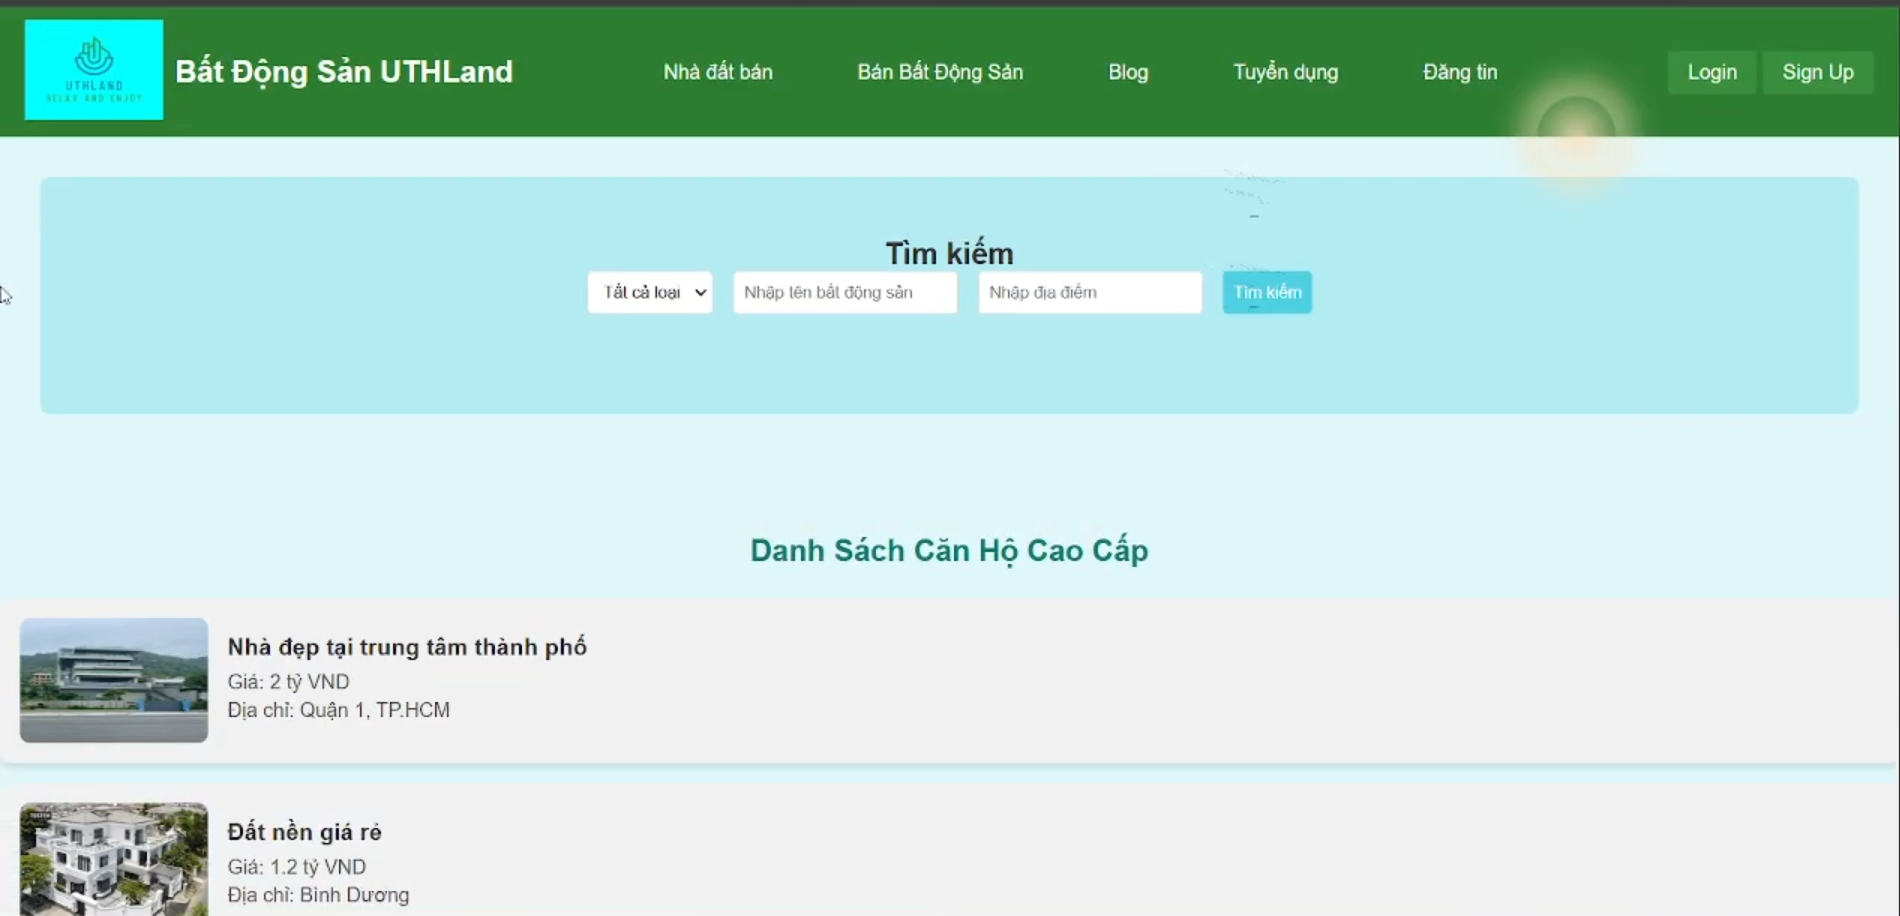 UTHLAND
RELAX AND ENJOY
Bất Động Sản UTHLand
Nhà đất bán
Bán Bất Động Sản
Blog
Tuyển dụng
Đăng tin
Login
Sign Up
Tìm kiếm
Tất cả loại
Nhập tên bất động sản
Nhập địa điểm
Tìm kiếm
Danh Sách Căn Hộ Cao Cấp
Nhà đẹp tại trung tâm thành phố
Giá: 2 tỷ VND
Địa chỉ: Quận 1, TP.HCM
Đất nền giá rẻ
Giá: 1.2 tỷ VND
Địa chỉ: Bình Dương